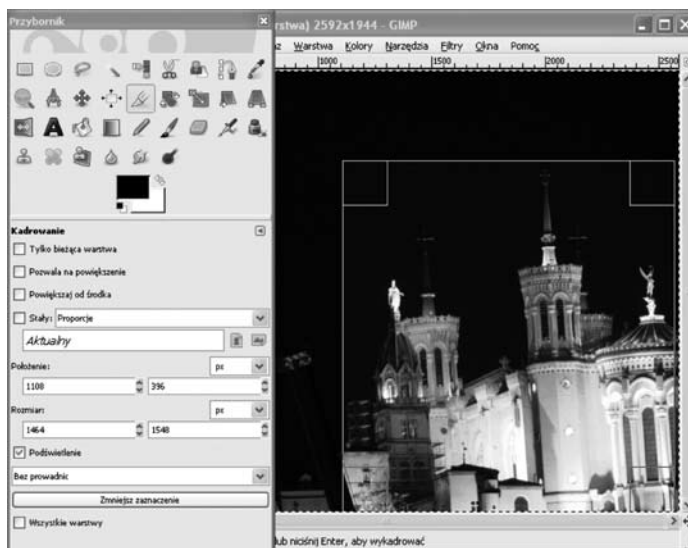 Przybornik
rstwa) 2592x1944 - GIMP
az Warstwa Kolory Narzędzia Filtry Okna Pomoc
1000 1500 2000 2500
Kadrowanie
Tylko bieżąca warstwa
Pozwala na powiększenie
Powiększaj od środka
Stały: Proporcje
Aktualny
Położenie: px
1100 396
Rozmiar: px
1464 1548
Podświetlenie
Bez prowadnic
Zmniejsz zaznaczenie
Wszystkie warstwy
lub niciśnij Enter, aby wykadrować